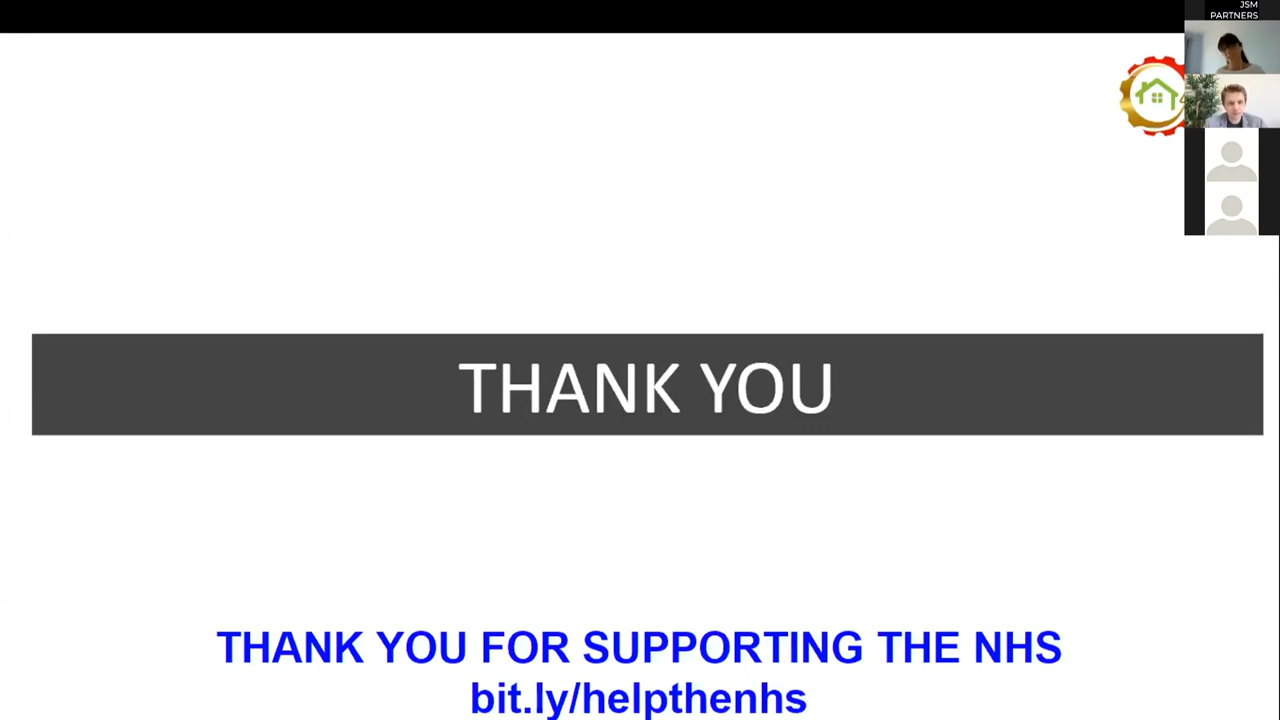 JSM
PARTNERS
THANK YOU
THANK YOU FOR SUPPORTING THE NHS
bit.ly/helpthenhs